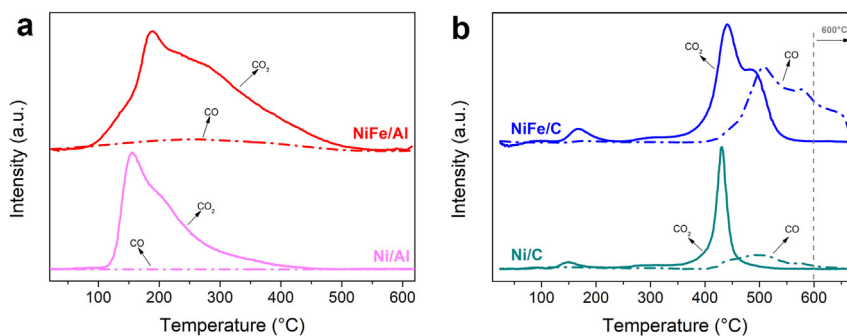 a
CO₂
CO
NiFe/Al
CO₂
CO
Ni/Al
Intensity (a.u.)
100 200 300 400 500 600
Temperature (°C)
b
600°C
CO₂
CO
NiFe/C
CO₂
CO
Ni/C
Intensity (a.u.)
100 200 300 400 500 600
Temperature (°C)